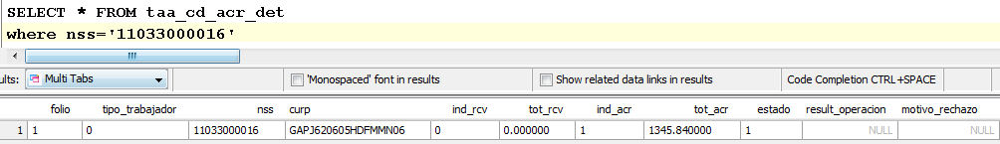 SELECT * FROM taa_cd_acr_det
where nss='11033000016'
Multi Tabs 'Monospaced' font in results Show related data links in results Code Completion CTRL+SPACE
folio tipo_trabajador nss curp ind_rcv tot_rcv ind_acr tot_acr estado result_operacion motivo_rechazo
1 1 0 11033000016 GAPJ620605HDFMMN06 0 0.000000 1 1345.840000 1 NULL NULL